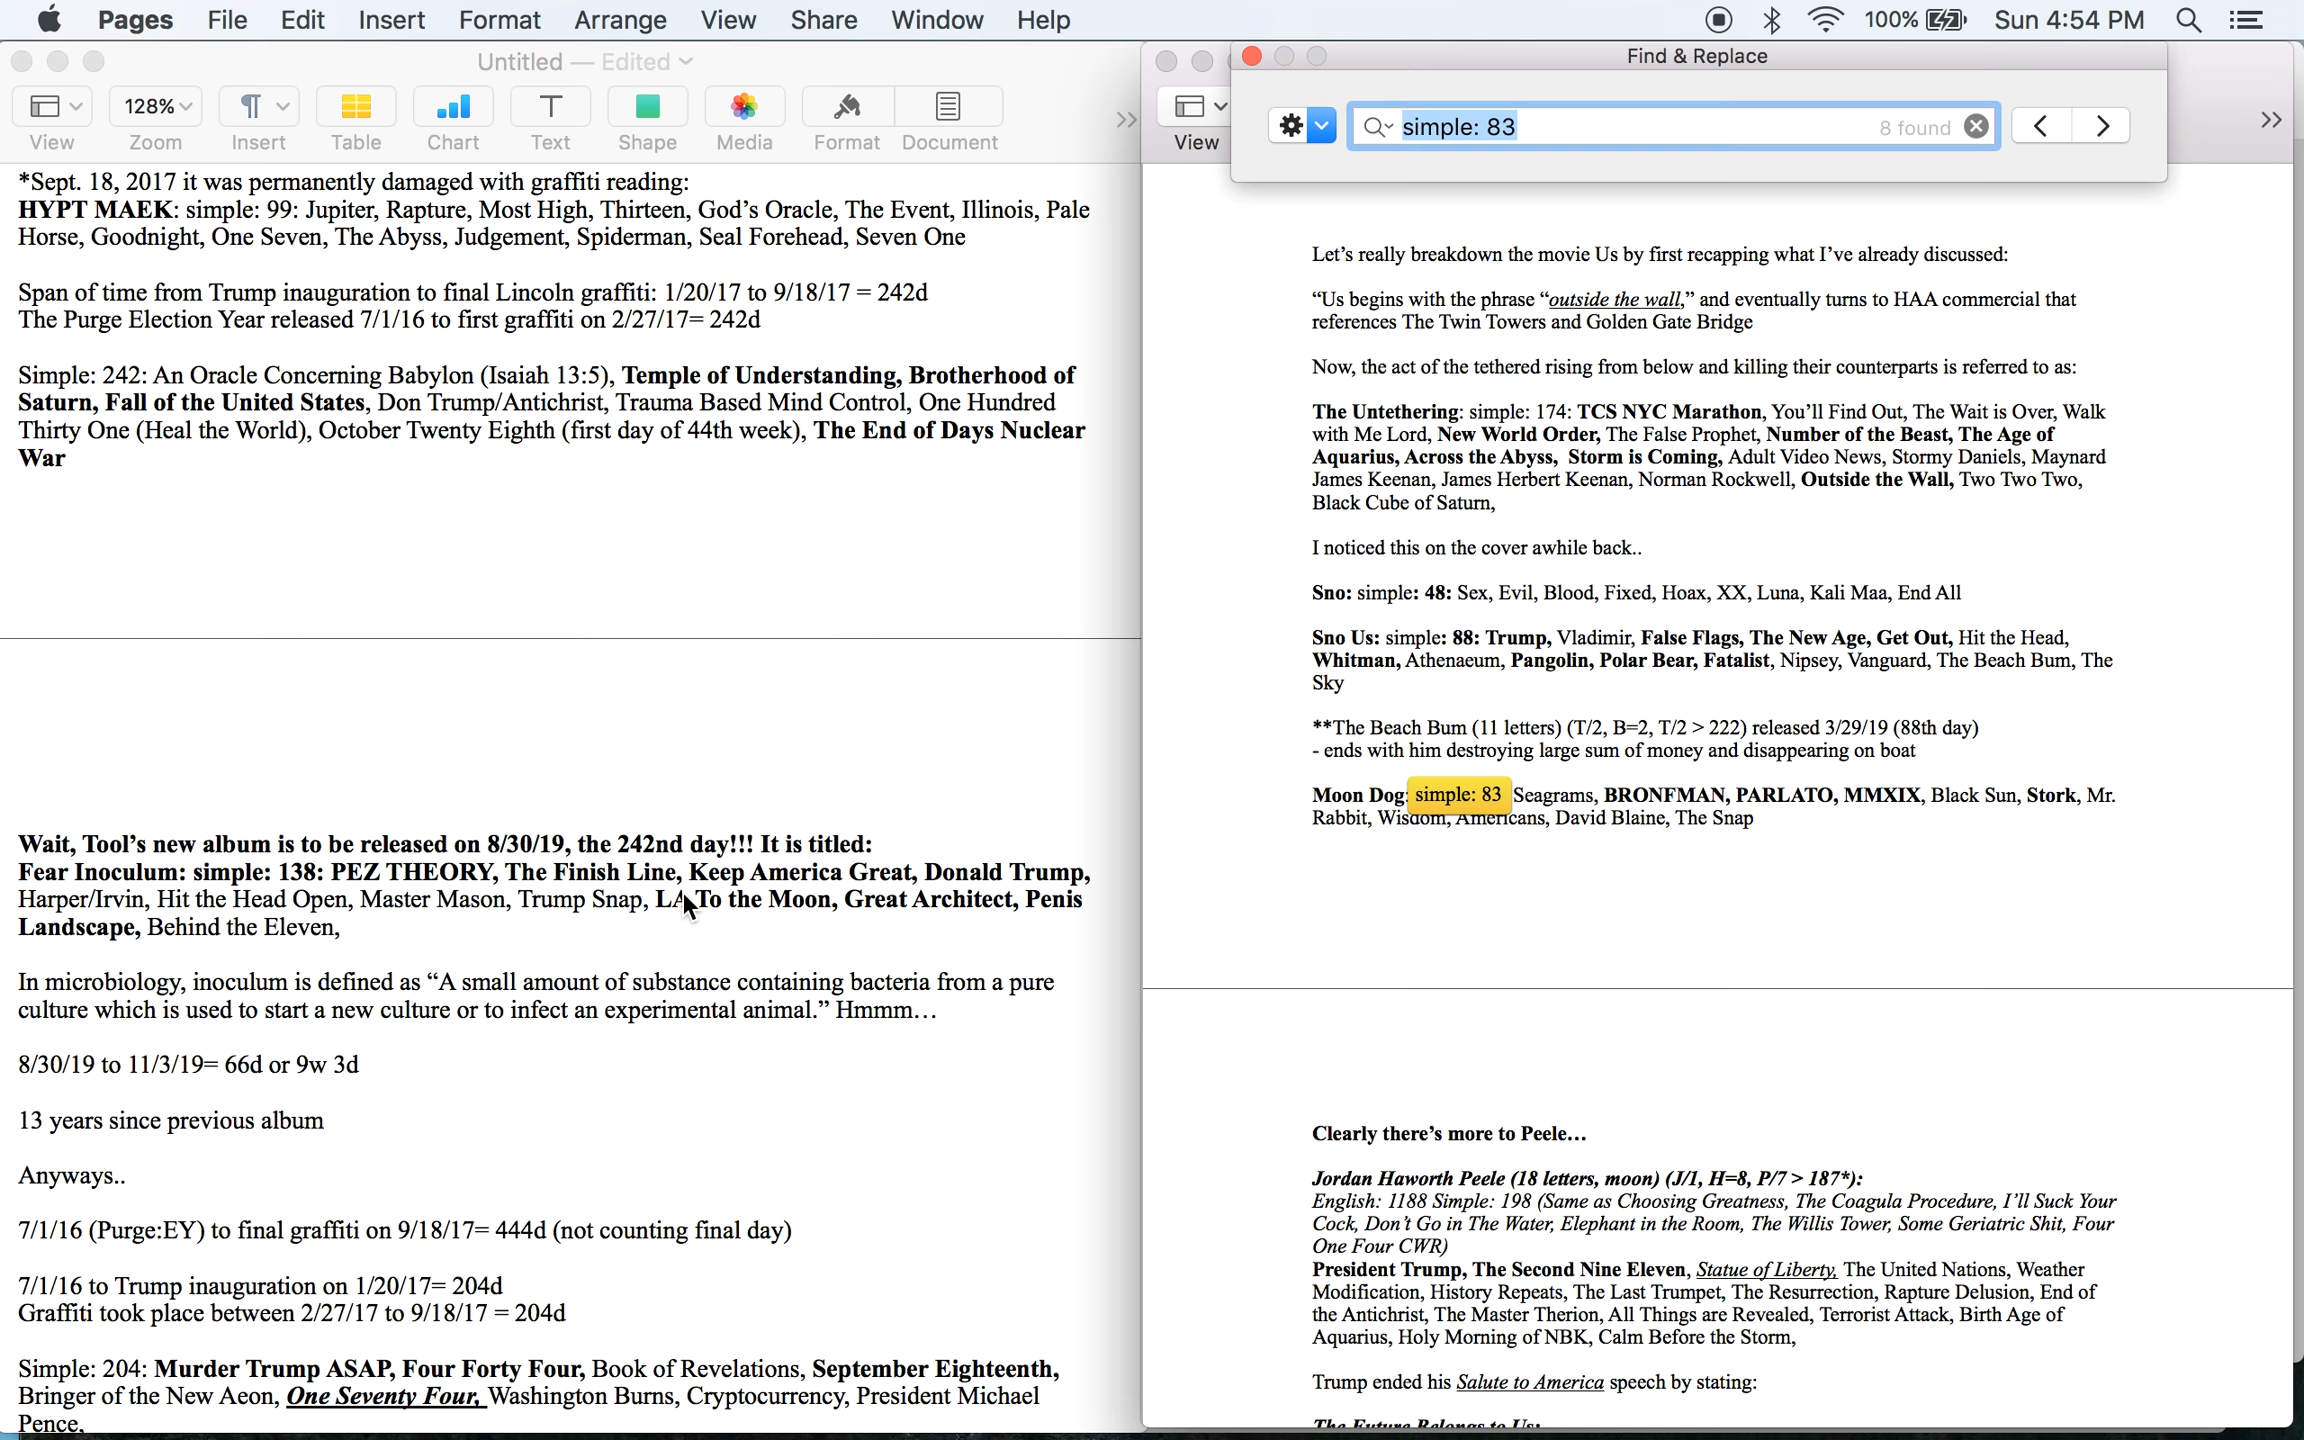 Pages File Edit Insert Format Arrange View Share Window Help 100% Sun 4:54 PM
Untitled — Edited
128%
View Zoom Insert Table Chart Text Shape Media Format Document
View
Find & Replace
simple: 83 8 found
*Sept. 18, 2017 it was permanently damaged with graffiti reading:
HYPT MAEK: simple: 99: Jupiter, Rapture, Most High, Thirteen, God's Oracle, The Event, Illinois, Pale
Horse, Goodnight, One Seven, The Abyss, Judgement, Spiderman, Seal Forehead, Seven One
Span of time from Trump inauguration to final Lincoln graffiti: 1/20/17 to 9/18/17 = 242d
The Purge Election Year released 7/1/16 to first graffiti on 2/27/17= 242d
Simple: 242: An Oracle Concerning Babylon (Isaiah 13:5), Temple of Understanding, Brotherhood of
Saturn, Fall of the United States, Don Trump/Antichrist, Trauma Based Mind Control, One Hundred
Thirty One (Heal the World), October Twenty Eighth (first day of 44th week), The End of Days Nuclear
War
Wait, Tool's new album is to be released on 8/30/19, the 242nd day!!! It is titled:
Fear Inoculum: simple: 138: PEZ THEORY, The Finish Line, Keep America Great, Donald Trump,
Harper/Irvin, Hit the Head Open, Master Mason, Trump Snap, LA To the Moon, Great Architect, Penis
Landscape, Behind the Eleven,
In microbiology, inoculum is defined as “A small amount of substance containing bacteria from a pure
culture which is used to start a new culture or to infect an experimental animal.” Hmmm…
8/30/19 to 11/3/19= 66d or 9w 3d
13 years since previous album
Anyways..
7/1/16 (Purge:EY) to final graffiti on 9/18/17= 444d (not counting final day)
7/1/16 to Trump inauguration on 1/20/17= 204d
Graffiti took place between 2/27/17 to 9/18/17 = 204d
Simple: 204: Murder Trump ASAP, Four Forty Four, Book of Revelations, September Eighteenth,
Bringer of the New Aeon, One Seventy Four, Washington Burns, Cryptocurrency, President Michael
Pence,
Let's really breakdown the movie Us by first recapping what I've already discussed:
“Us begins with the phrase “outside the wall,” and eventually turns to HAA commercial that
references The Twin Towers and Golden Gate Bridge
Now, the act of the tethered rising from below and killing their counterparts is referred to as:
The Untethering: simple: 174: TCS NYC Marathon, You'll Find Out, The Wait is Over, Walk
with Me Lord, New World Order, The False Prophet, Number of the Beast, The Age of
Aquarius, Across the Abyss, Storm is Coming, Adult Video News, Stormy Daniels, Maynard
James Keenan, James Herbert Keenan, Norman Rockwell, Outside the Wall, Two Two Two,
Black Cube of Saturn,
I noticed this on the cover awhile back..
Sno: simple: 48: Sex, Evil, Blood, Fixed, Hoax, XX, Luna, Kali Maa, End All
Sno Us: simple: 88: Trump, Vladimir, False Flags, The New Age, Get Out, Hit the Head,
Whitman, Athenaeum, Pangolin, Polar Bear, Fatalist, Nipsey, Vanguard, The Beach Bum, The
Sky
**The Beach Bum (11 letters) (T/2, B=2, T/2 > 222) released 3/29/19 (88th day)
- ends with him destroying large sum of money and disappearing on boat
Moon Dog: simple: 83 Seagrams, BRONFMAN, PARLATO, MMXIX, Black Sun, Stork, Mr.
Rabbit, Wisdom, Americans, David Blaine, The Snap
Clearly there's more to Peele…
Jordan Haworth Peele (18 letters, moon) (J/1, H=8, P/7 > 187*):
English: 1188 Simple: 198 (Same as Choosing Greatness, The Coagula Procedure, I'll Suck Your
Cock, Don't Go in The Water, Elephant in the Room, The Willis Tower, Some Geriatric Shit, Four
One Four CWR)
President Trump, The Second Nine Eleven, Statue of Liberty, The United Nations, Weather
Modification, History Repeats, The Last Trumpet, The Resurrection, Rapture Delusion, End of
the Antichrist, The Master Therion, All Things are Revealed, Terrorist Attack, Birth Age of
Aquarius, Holy Morning of NBK, Calm Before the Storm,
Trump ended his Salute to America speech by stating:
The Future Belongs to Us: